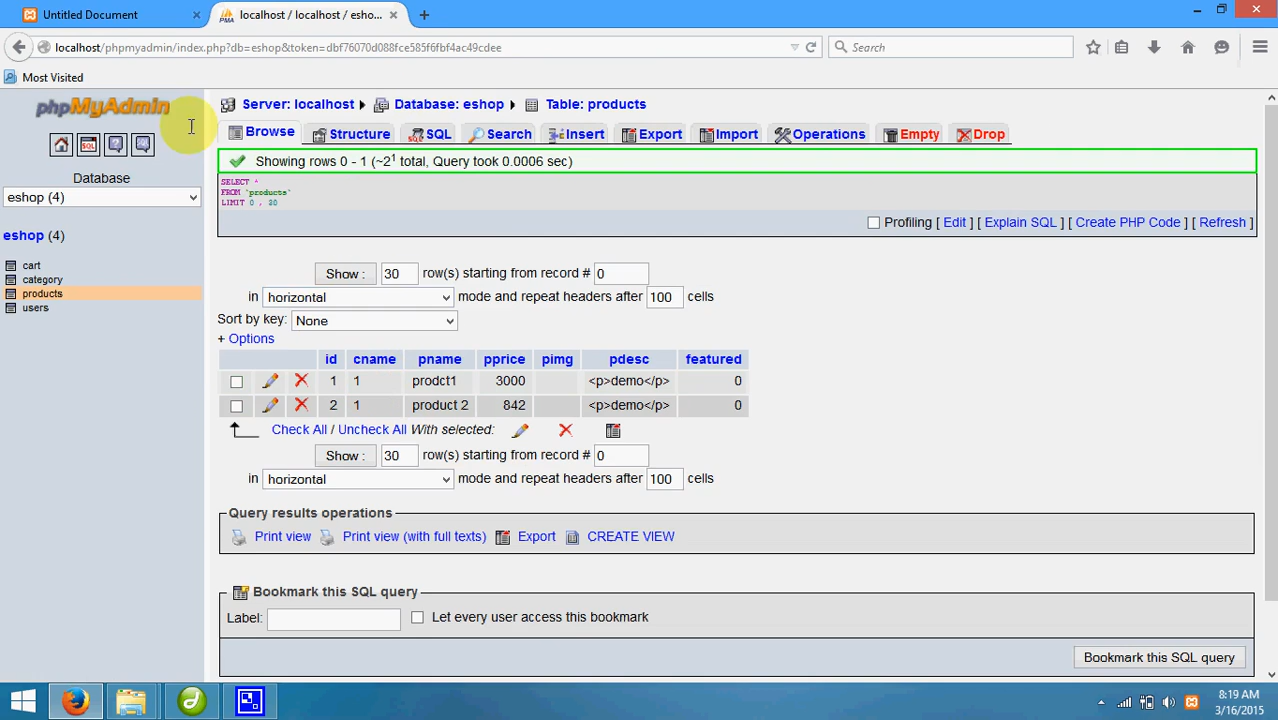 Untitled Document
localhost / localhost / esho...
localhost/phpmyadmin/index.php?db=eshop&token=dbf76070d088fce585f6fbf4ac49cdee
Search
Most Visited
phpMyAdmin
Server: localhost
Database: eshop
Table: products
Browse
Structure
SQL
Search
Insert
Export
Import
Operations
Empty
Drop
Database
eshop (4)
eshop (4)
cart
category
products
users
Showing rows 0 - 1 (~2¹ total, Query took 0.0006 sec)
SELECT *
FROM `products`
LIMIT 0 , 30
Profiling [ Edit ] [ Explain SQL ] [ Create PHP Code ] [ Refresh ]
Show : 30 row(s) starting from record # 0
in horizontal mode and repeat headers after 100 cells
Sort by key: None
+ Options
id cname pname pprice pimg pdesc featured
1 1 prodct1 3000 <p>demo</p> 0
2 1 product 2 842 <p>demo</p> 0
Check All / Uncheck All With selected:
Show : 30 row(s) starting from record # 0
in horizontal mode and repeat headers after 100 cells
Query results operations
Print view Print view (with full texts) Export CREATE VIEW
Bookmark this SQL query
Label: Let every user access this bookmark
Bookmark this SQL query
8:19 AM
3/16/2015